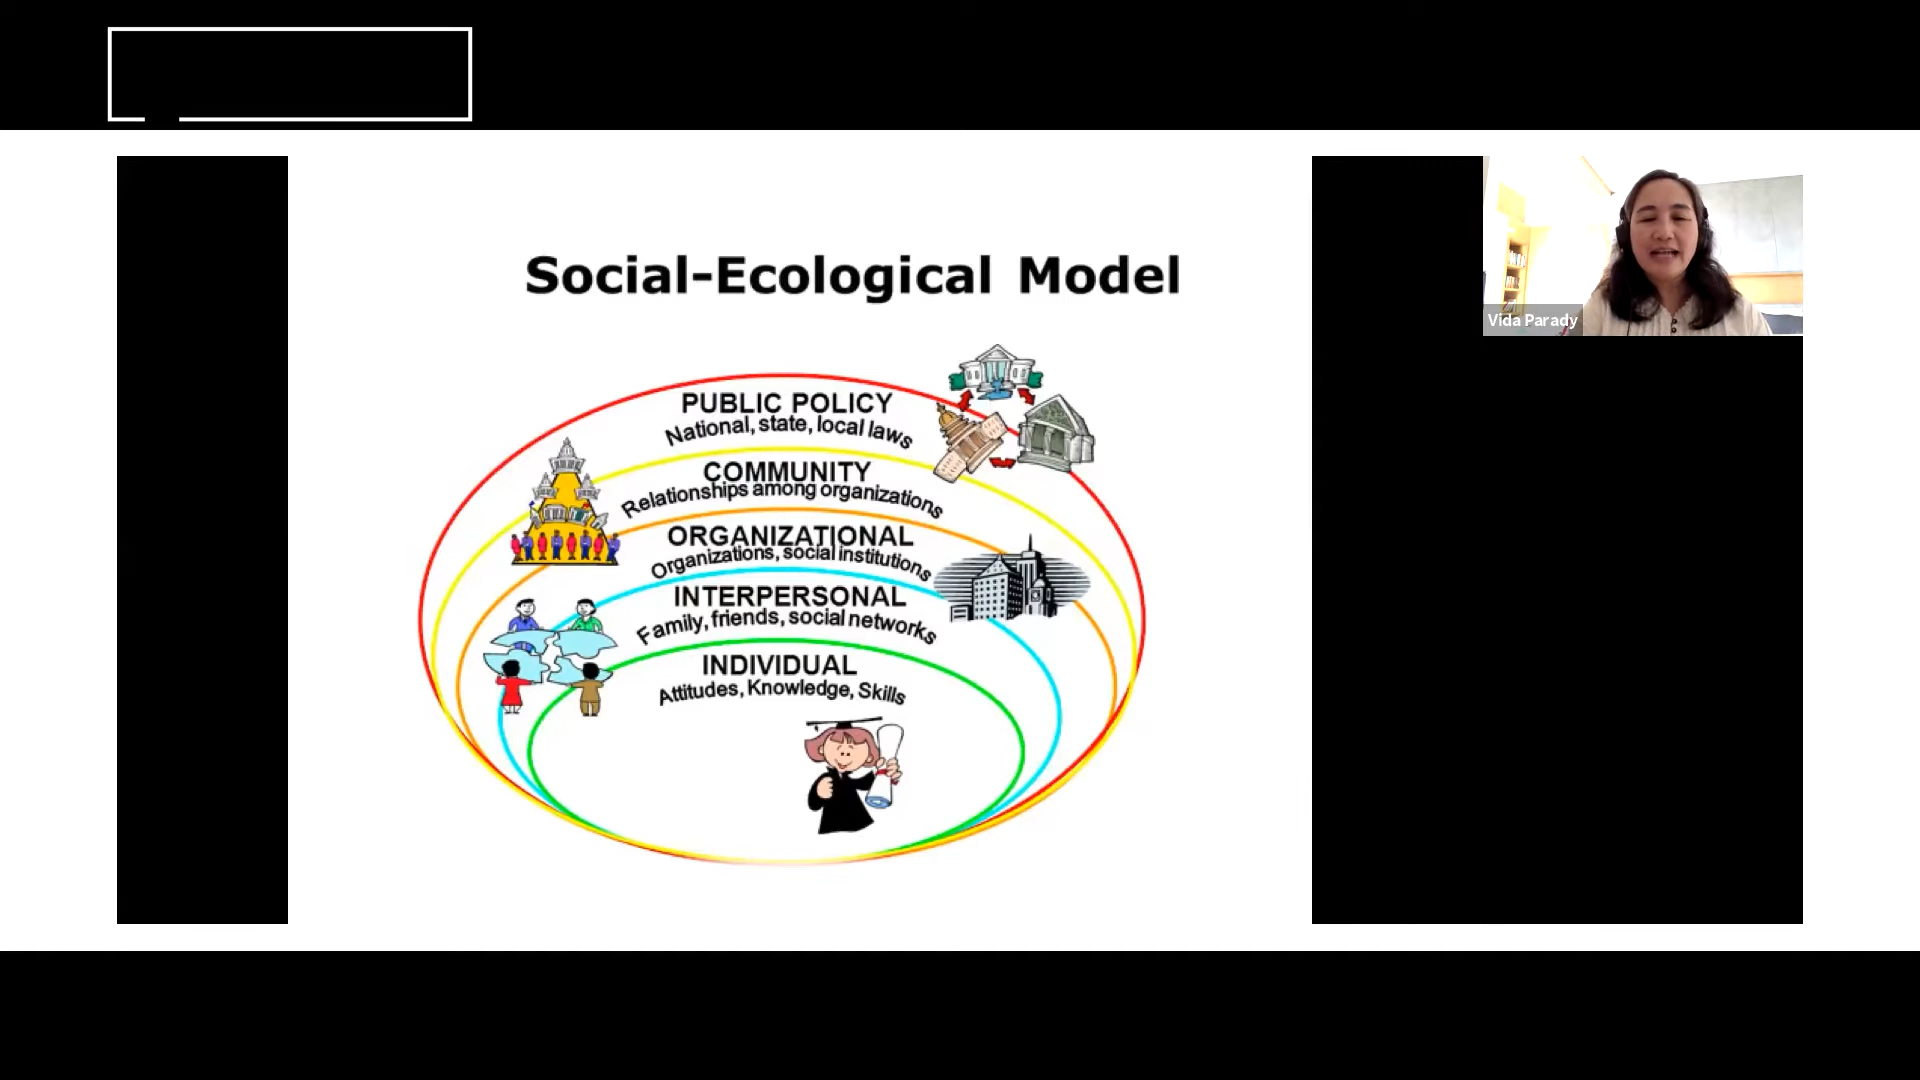 Social-Ecological Model
Vida Parady
PUBLIC POLICY
National, state, local laws
COMMUNITY
Relationships among organizations
ORGANIZATIONAL
Organizations, social institutions
INTERPERSONAL
Family, friends, social networks
INDIVIDUAL
Attitudes, Knowledge, Skills